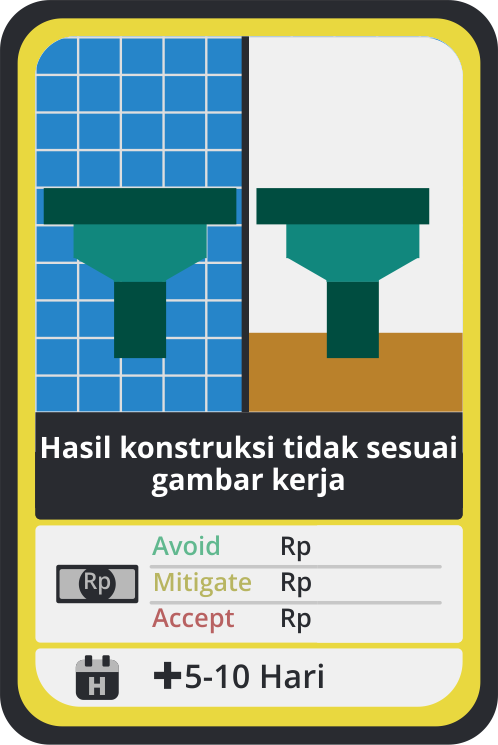 Hasil konstruksi tidak sesuai
gambar kerja
Rp
Avoid Rp
Mitigate Rp
Accept Rp
H
+5-10 Hari